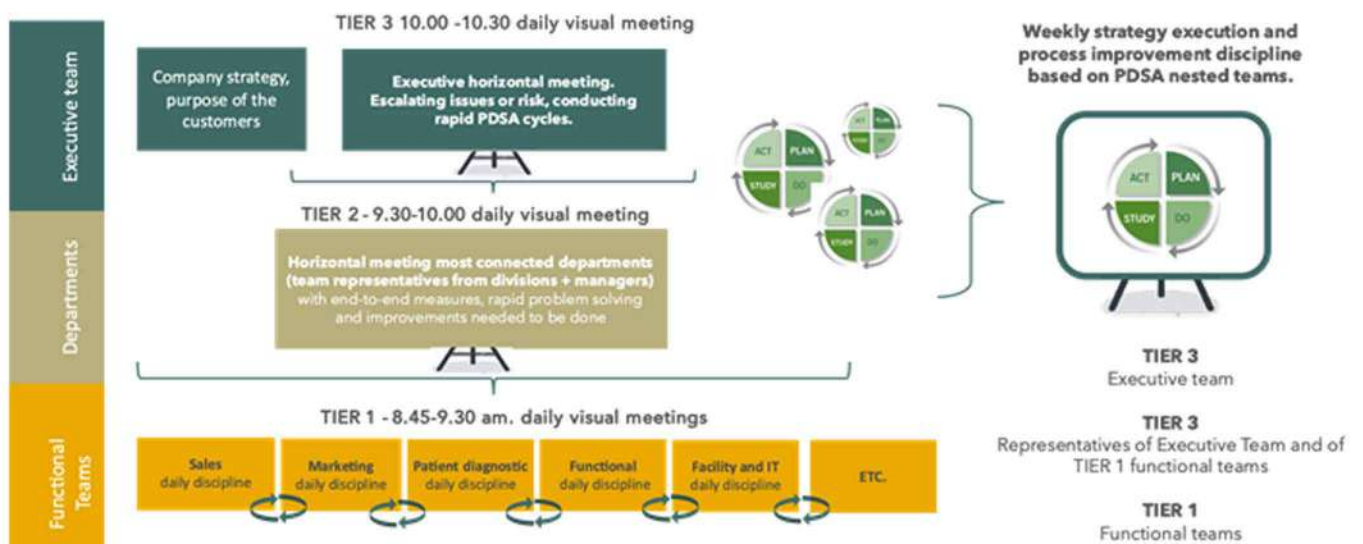 Executive team
Departments
Functional
Teams
TIER 3 10.00 -10.30 daily visual meeting
Company strategy,
purpose of the
customers
Executive horizontal meeting.
Escalating issues or risk, conducting
rapid PDSA cycles.
TIER 2 - 9.30-10.00 daily visual meeting
Horizontal meeting most connected departments
(team representatives from divisions + managers)
with end-to-end measures, rapid problem solving
and improvements needed to be done
TIER 1 - 8.45-9.30 am. daily visual meetings
Sales
daily discipline
Marketing
daily discipline
Patient diagnostic
daily discipline
Functional
daily discipline
Facility and IT
daily discipline
ETC.
ACT
PLAN
STUDY
DO
ACT
PLAN
STUDY
DO
ACT
PLAN
STUDY
DO
Weekly strategy execution and
process improvement discipline
based on PDSA nested teams.
ACT
PLAN
STUDY
DO
TIER 3
Executive team
TIER 3
Representatives of Executive Team and of
TIER 1 functional teams
TIER 1
Functional teams